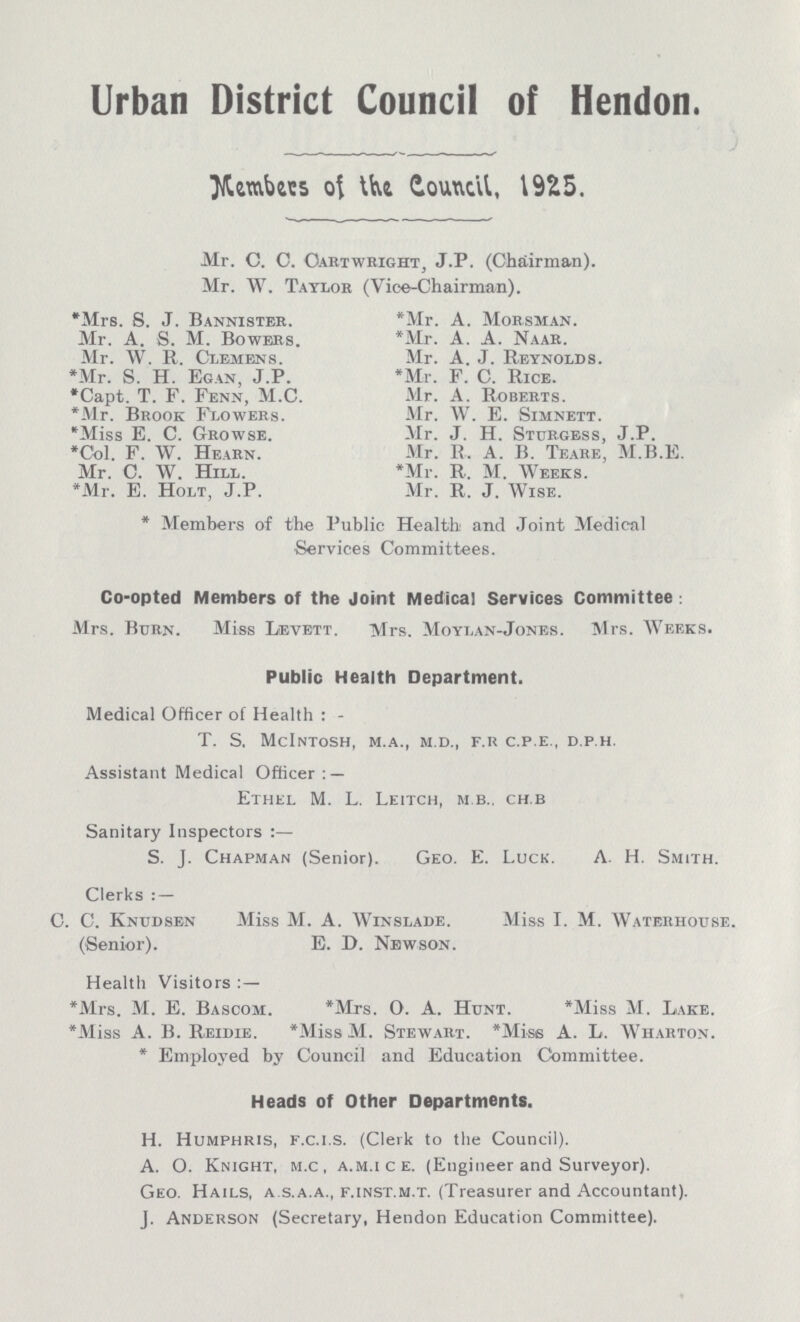 Urban District Council of Hendon.
Members of the Council, 1925.
Mr. C. C. CARTWRIGHT, J.P. (Chairman).
Mr. W. TAYLOR (Vice-Chairman).
*Mrs. S. J. BANNISTER.
Mr. A. S. M. BOWERS.
Mr. W. R. CLEMENS.
*Mr. S. H. EGAN, J.P.
*Capt. T. F. FENN, M.C.
*Mr. BROOK FLOWERS.
*Miss E. C. GROWSE.
*Col. F. W. HEARN.
Mr. C. W. HILL.
*Mr. E. HOLT, J.P.
*Mr. A. MORSMAN.
*Mr. A. A. NAAR.
Mr. A. J. REYNOLDS.
*Mr. F. C. RICE.
Mr. A. ROBERTS.
Mr. W. E. SIMNETT.
Mr. J. H. STURGESS, J.P.
Mr. R. A. B. TEARE, M.B.E.
*Mr. R. M. WEEKS.
Mr. R. J. WISE.
* Members of the Public Health and Joint Medical
Services Committees.
Co-opted Members of the Joint Medical Services Committee :
Mrs. BURN. Miss LEVETT. Mrs. MOYLAN-JONES. Mrs. WEEKS.
Public Health Department.
Medical Officer of Health : -
T. S. MCINTOSH, M.A., M.D., F.R C.P.E., D.P.H.
Assistant Medical Officer : —
ETHEL M. L. LEITCH, M B., CH.B
Sanitary Inspectors :—
S. J. CHAPMAN (Senior). GEO. E. LUCK. A. H. SMITH.
Clerks : —
C. C. KNUDSEN Miss M. A. WINSLADE. Miss I. M. WATERHOUSE.
(Senior). E. D. NEWSON.
Health Visitors :—
*Mrs. M. E. BASCOM. *Mrs. O. A. HUNT. *Miss M. LAKE.
*Miss A. B. REIDIE. *Miss M. STEWART. *Miss A. L. WHARTON.
* Employed by Council and Education Committee.
Heads of Other Departments.
H. HUMPHRIS, F.C.I.S. (Clerk to the Council).
A. O. KNIGHT, M.C , A.M.I C E. (Engineer and Surveyor).
GEO. HAILS, A.S.A.A., F.INST.M.T. (Treasurer and Accountant).
J. ANDERSON (Secretary, Hendon Education Committee).